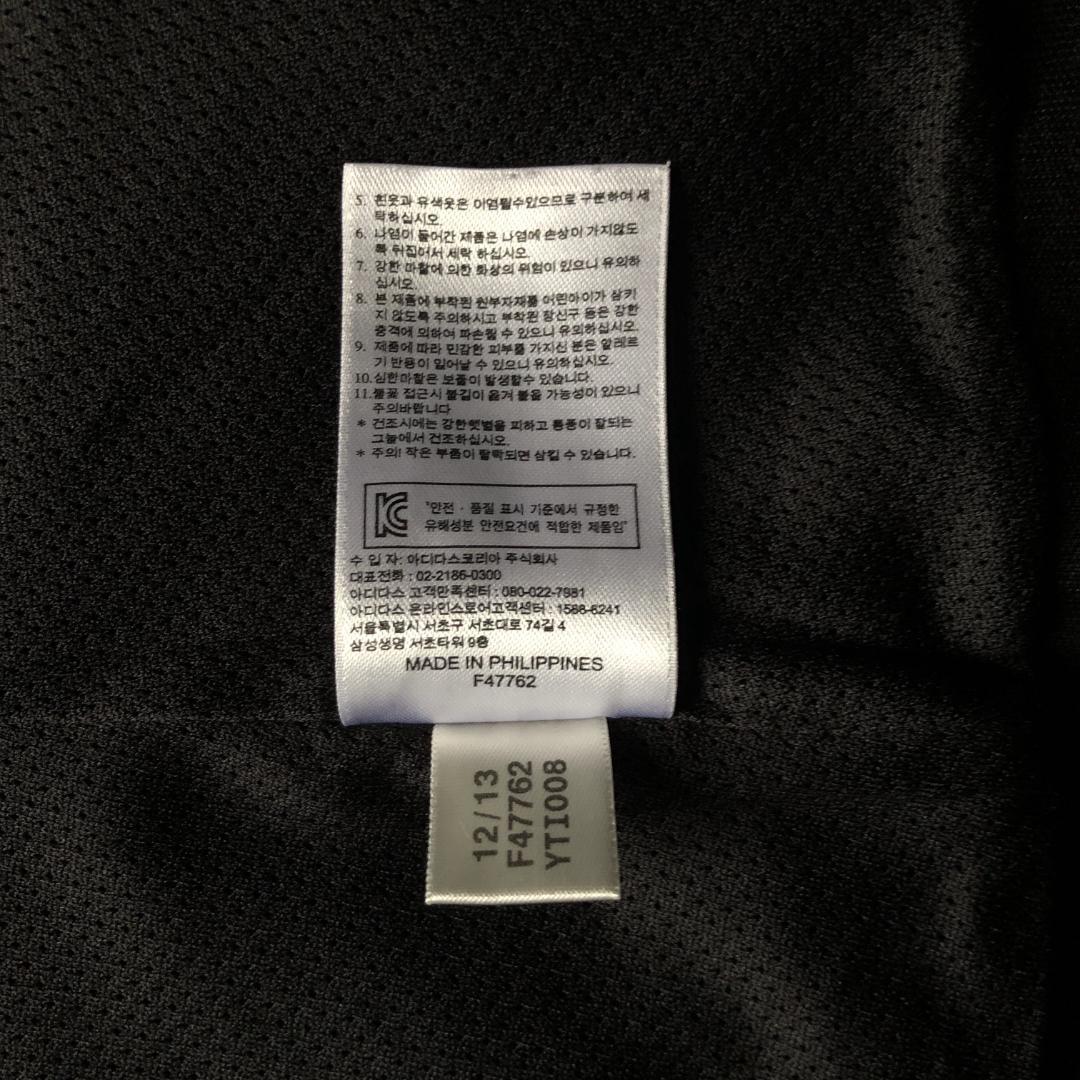 5. 흰옷과 유색옷은 이염될수있으므로 구분하여 세
탁하십시오.
6. 나염이 들어간 제품은 나염에 손상이 가지않도
록 뒤집어서 세탁 하십시오.
7. 강한 마찰에 의한 화상의 위험이 있으니 유의하
십시오.
8. 본 제품에 부착된 원부자재를 어린아이가 삼키
지 않도록 주의하시고 부착된 장신구 등은 강한
충격에 의하여 파손될 수 있으니 유의하십시오.
9. 제품에 따라 민감한 피부를 가지신 분은 알레르
기 반응이 일어날 수 있으니 유의하십시오.
10.심한마찰은 보풀이 발생할수 있습니다.
11.불꽃 접근시 불길이 옮겨 붙을 가능성이 있으니
주의바랍니다
* 건조시에는 강한햇볕을 피하고 통풍이 잘되는
그늘에서 건조하십시오.
* 주의! 작은 부품이 탈락되면 삼킬 수 있습니다.
"안전 · 품질 표시 기준에서 규정한
유해성분 안전요건에 적합한 제품임"
수 입 자: 아디다스코리아 주식회사
대표전화 : 02-2186-0300
아디다스 고객만족센터 : 080-022-7981
아디다스 온라인스토어고객센터 : 1566-6241
서울특별시 서초구 서초대로 74길 4
삼성생명 서초타워 9층
MADE IN PHILIPPINES
F47762
12/13
F47762
YTI008